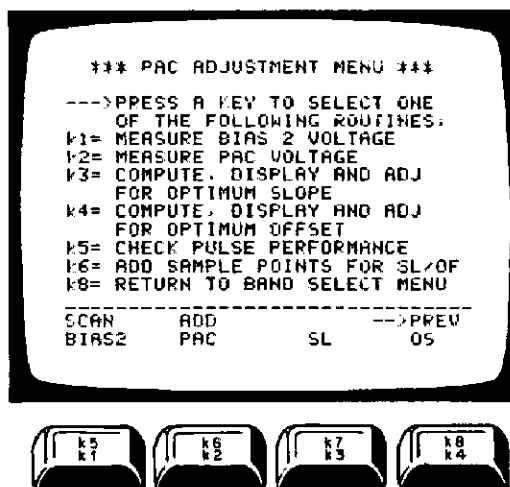 *** PAC ADJUSTMENT MENU ***
--->PRESS A KEY TO SELECT ONE
OF THE FOLLOWING ROUTINES:
k1= MEASURE BIAS 2 VOLTAGE
k2= MEASURE PAC VOLTAGE
k3= COMPUTE, DISPLAY AND ADJ
FOR OPTIMUM SLOPE
k4= COMPUTE, DISPLAY AND ADJ
FOR OPTIMUM OFFSET
k5= CHECK PULSE PERFORMANCE
k6= ADD SAMPLE POINTS FOR SL/OF
k8= RETURN TO BAND SELECT MENU
SCAN ADD -->PREV
BIAS2 PAC SL OS
k5 k6 k7 k8
k1 k2 k3 k4